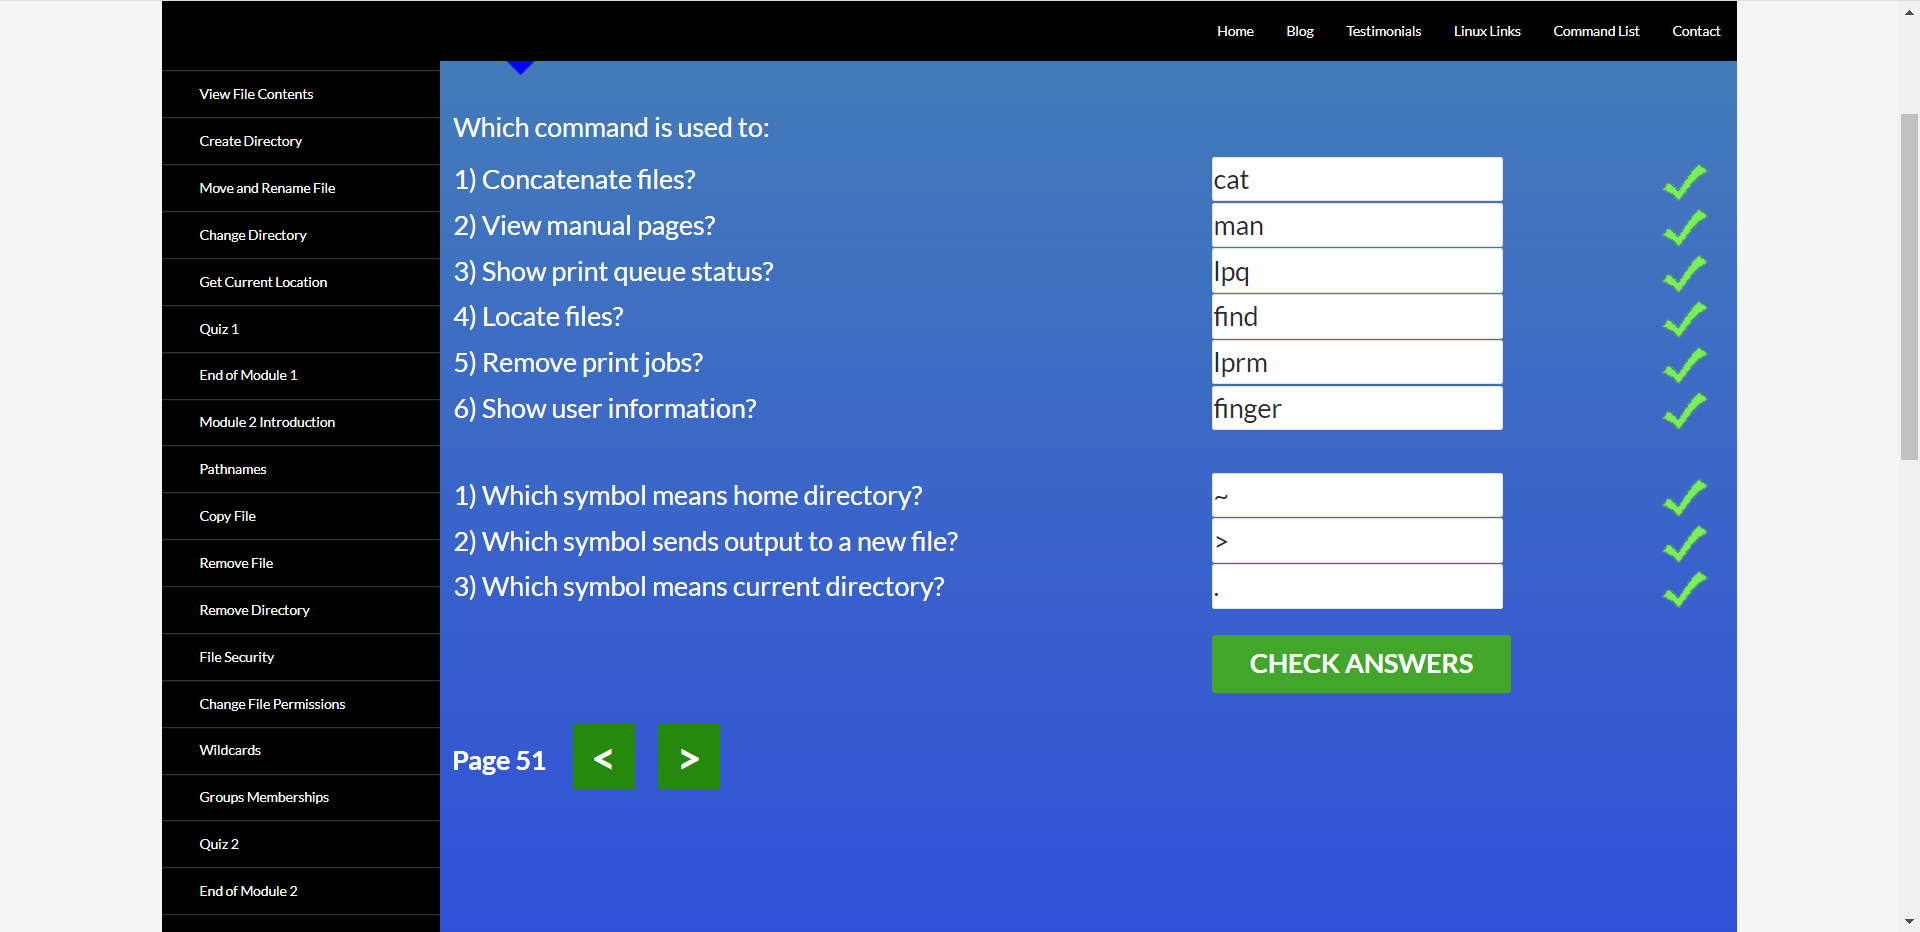 Home Blog Testimonials Linux Links Command List Contact
View File Contents
Create Directory
Move and Rename File
Change Directory
Get Current Location
Quiz 1
End of Module 1
Module 2 Introduction
Pathnames
Copy File
Remove File
Remove Directory
File Security
Change File Permissions
Wildcards
Groups Memberships
Quiz 2
End of Module 2
Which command is used to:
1) Concatenate files? cat
2) View manual pages? man
3) Show print queue status? lpq
4) Locate files? find
5) Remove print jobs? lprm
6) Show user information? finger
1) Which symbol means home directory? ~
2) Which symbol sends output to a new file? >
3) Which symbol means current directory? .
CHECK ANSWERS
Page 51 < >